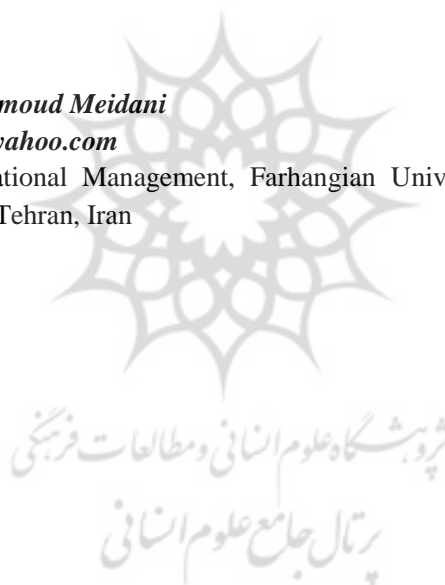 moud Meidani
yahoo.com
ational Management, Farhangian Univ
Tehran, Iran
پژوهشگاه علوم انسانی و مطالعات فرهنگی
پرتال جامع علوم انسانی